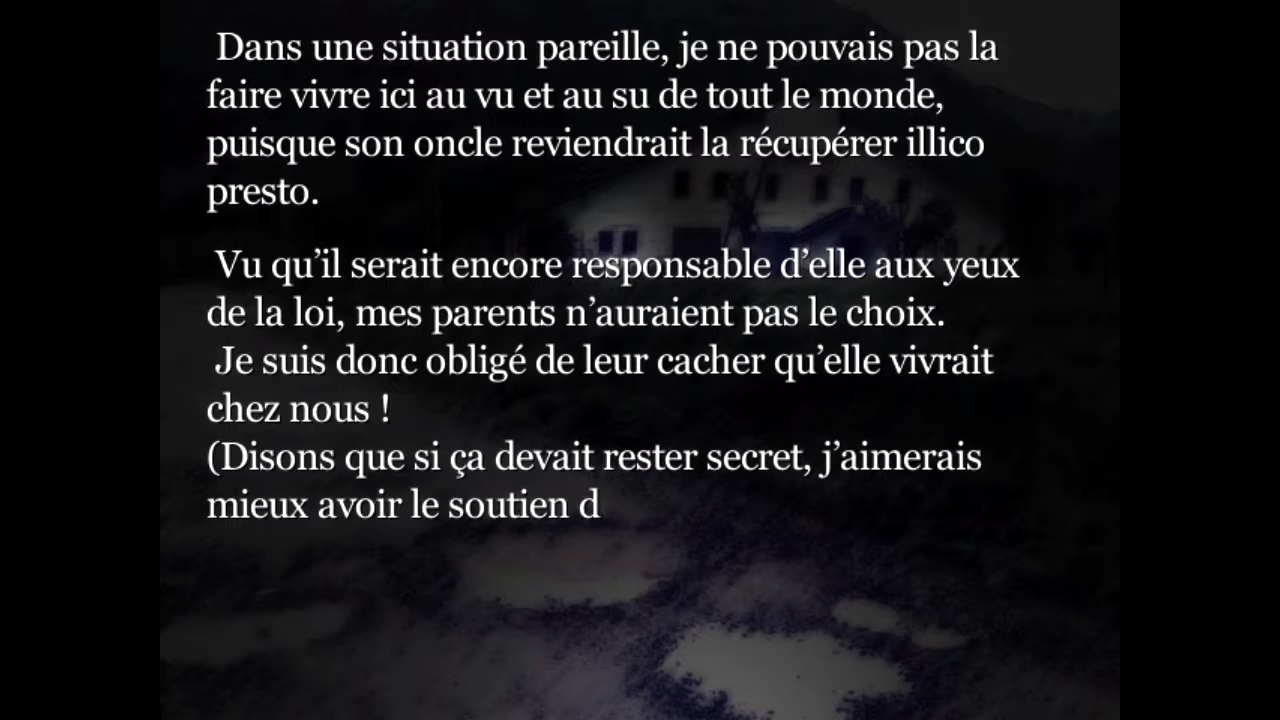 Dans une situation pareille, je ne pouvais pas la
faire vivre ici au vu et au su de tout le monde,
puisque son oncle reviendrait la récupérer illico
presto.
Vu qu’il serait encore responsable d’elle aux yeux
de la loi, mes parents n’auraient pas le choix.
Je suis donc obligé de leur cacher qu’elle vivrait
chez nous !
(Disons que si ça devait rester secret, j’aimerais
mieux avoir le soutien d